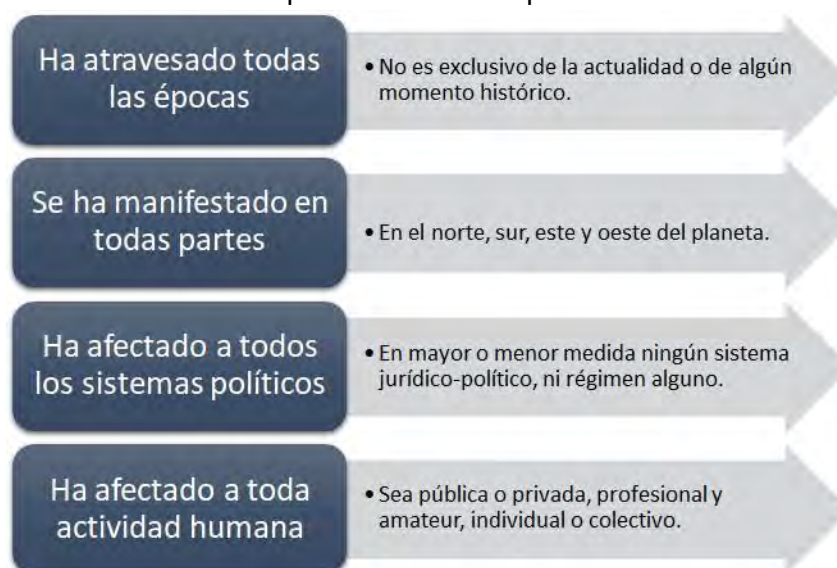 Ha atravesado todas
las épocas
• No es exclusivo de la actualidad o de algún
momento histórico.
Se ha manifestado en
todas partes
• En el norte, sur, este y oeste del planeta.
Ha afectado a todos
los sistemas políticos
• En mayor o menor medida ningún sistema
jurídico-político, ni régimen alguno.
Ha afectado a toda
actividad humana
• Sea pública o privada, profesional y
amateur, individual o colectivo.